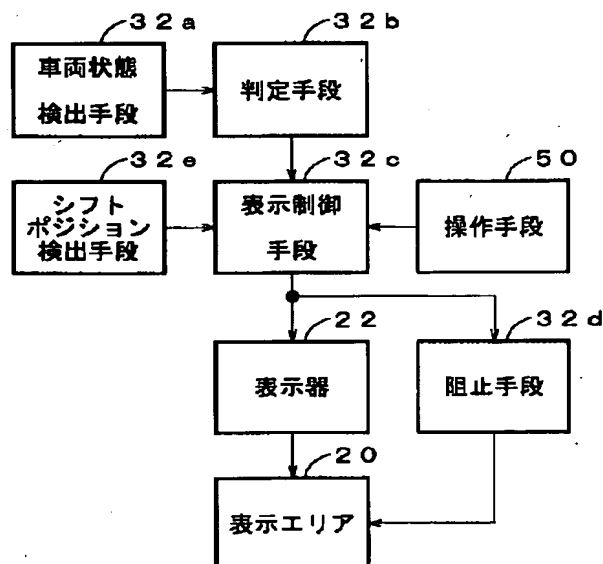 ３２ａ
車両状態
検出手段
３２ｂ
判定手段
３２ｅ
シフト
ポジション
検出手段
３２ｃ
表示制御
手段
５０
操作手段
２２
表示器
３２ｄ
阻止手段
２０
表示エリア